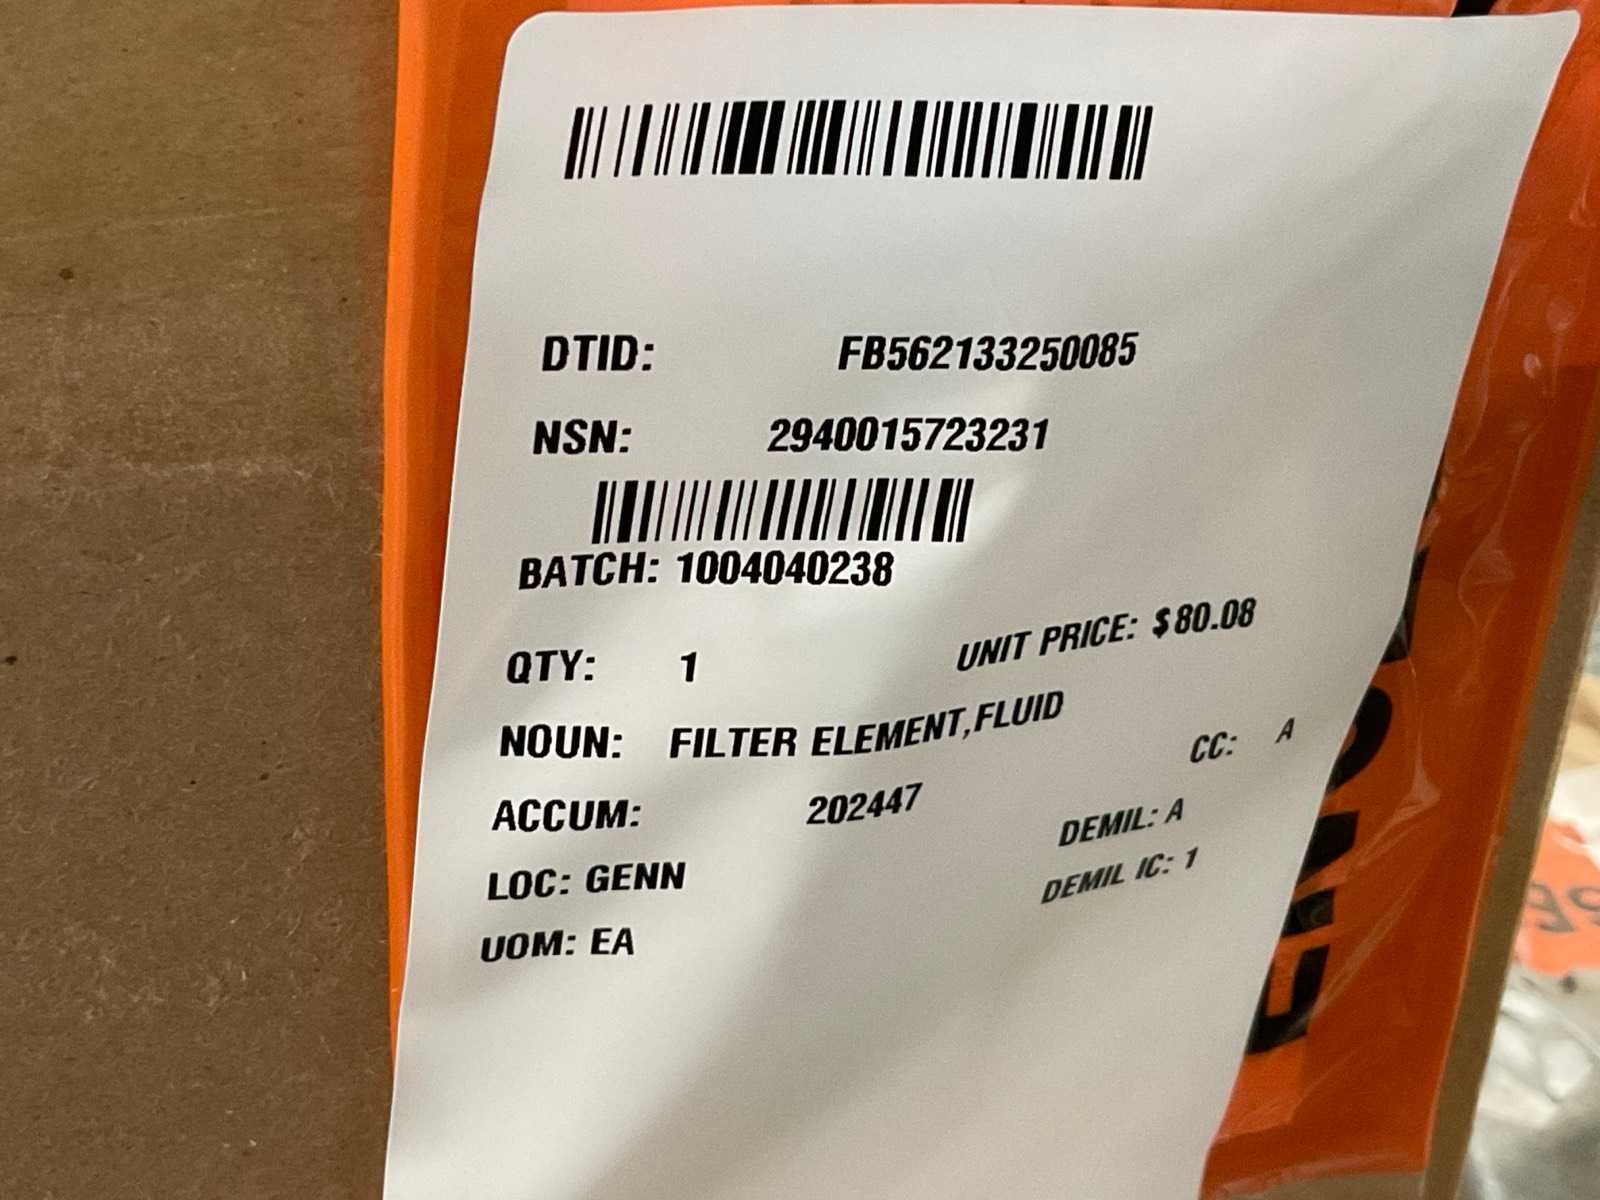 DTID: FB562133250085
NSN: 2940015723231
BATCH: 1004040238
QTY: 1 UNIT PRICE: $80.08
NOUN: FILTER ELEMENT,FLUID
CC: A
ACCUM: 202447
DEMIL: A
LOC: GENN
DEMIL IC: 1
UOM: EA